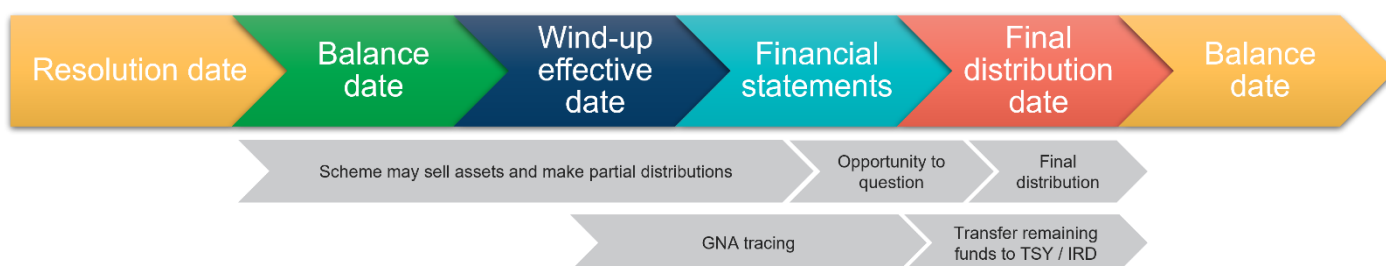 Resolution date
Balance
date
Wind-up
effective
date
Financial
statements
Final
distribution
date
Balance
date
Scheme may sell assets and make partial distributions
Opportunity to
question
Final
distribution
GNA tracing
Transfer remaining
funds to TSY / IRD